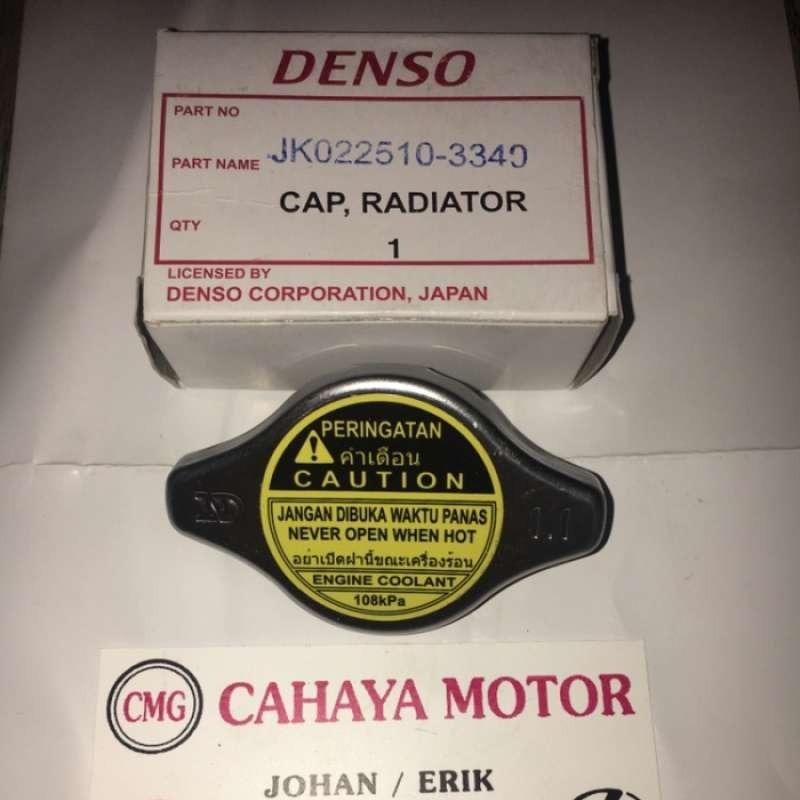 DENSO
PART NO
JK022510-3340
PART NAME
CAP, RADIATOR
QTY
1
LICENSED BY
DENSO CORPORATION, JAPAN
PERINGATAN
คำเตือน
CAUTION
JANGAN DIBUKA WAKTU PANAS
NEVER OPEN WHEN HOT
อย่าเปิดฝานี้ขณะเครื่องร้อน
ENGINE COOLANT
108kPa
ND
1.1
CMG
CAHAYA MOTOR
JOHAN / ERIK